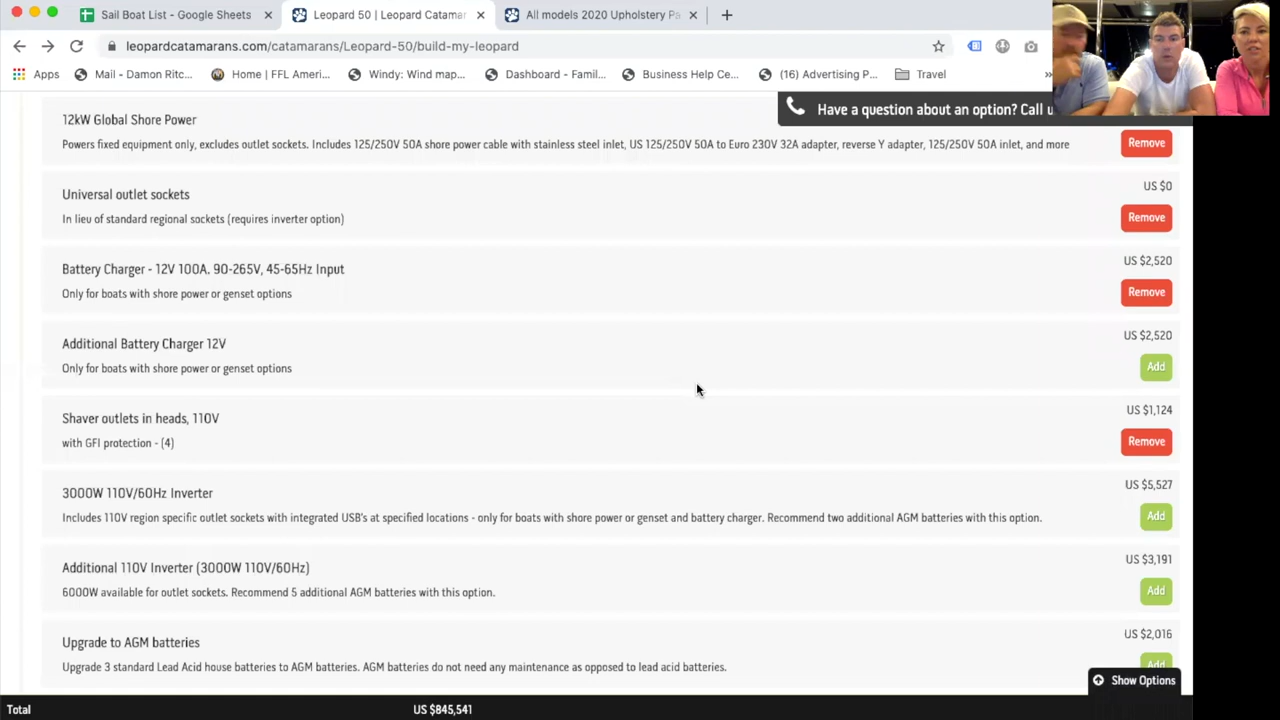 Sail Boat List - Google Sheets
Leopard 50 | Leopard Catamar
All models 2020 Upholstery Pa
leopardcatamarans.com/catamarans/Leopard-50/build-my-leopard
Apps Mail - Damon Ritc... Home | FFL Ameri... Windy: Wind map... Dashboard - Famil... Business Help Ce... (16) Advertising P... Travel »
Have a question about an option? Call u
12kW Global Shore Power
Powers fixed equipment only, excludes outlet sockets. Includes 125/250V 50A shore power cable with stainless steel inlet, US 125/250V 50A to Euro 230V 32A adapter, reverse Y adapter, 125/250V 50A inlet, and more
Remove
Universal outlet sockets
US $0
In lieu of standard regional sockets (requires inverter option)
Remove
Battery Charger - 12V 100A. 90-265V, 45-65Hz Input
US $2,520
Only for boats with shore power or genset options
Remove
Additional Battery Charger 12V
US $2,520
Only for boats with shore power or genset options
Add
Shaver outlets in heads, 110V
US $1,124
with GFI protection - (4)
Remove
3000W 110V/60Hz Inverter
US $5,527
Includes 110V region specific outlet sockets with integrated USB's at specified locations - only for boats with shore power or genset and battery charger. Recommend two additional AGM batteries with this option.
Add
Additional 110V Inverter (3000W 110V/60Hz)
US $3,191
6000W available for outlet sockets. Recommend 5 additional AGM batteries with this option.
Add
Upgrade to AGM batteries
US $2,016
Upgrade 3 standard Lead Acid house batteries to AGM batteries. AGM batteries do not need any maintenance as opposed to lead acid batteries.
Add
Show Options
Total US $845,541